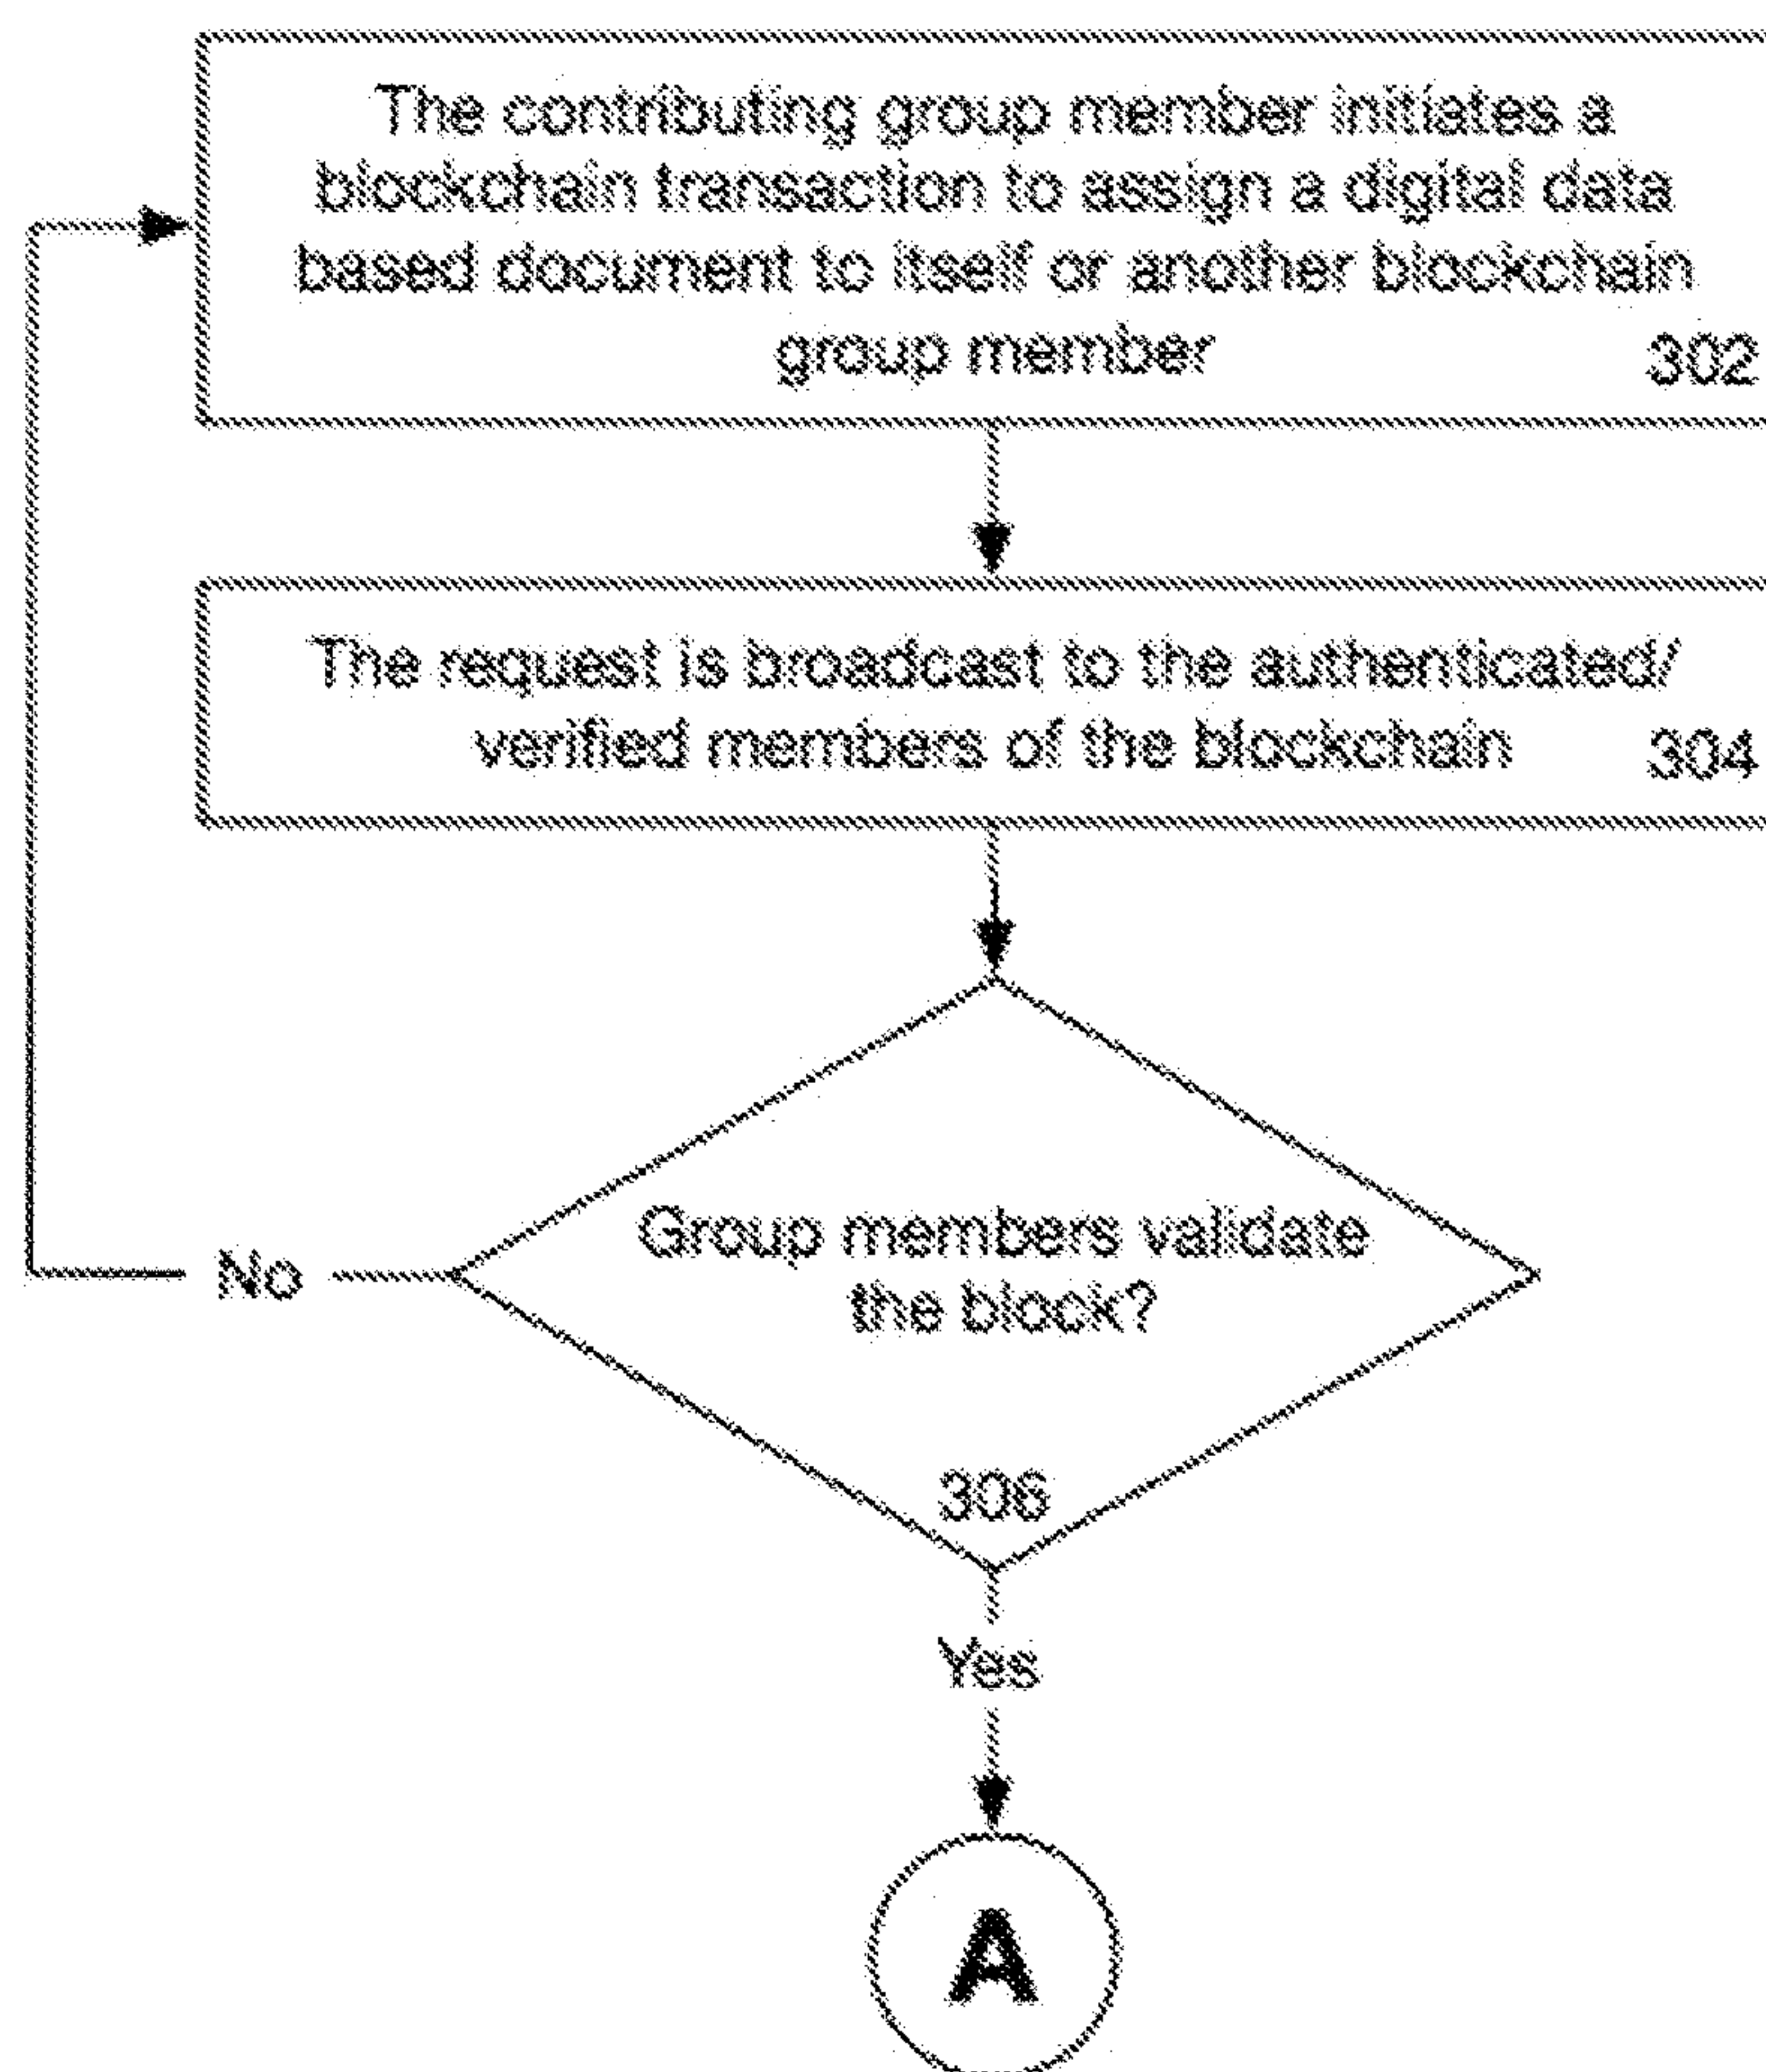 The contributing group member initiates a
blockchain transaction to assign a digital data
based document to itself or another blockchain
group member
302
The request is broadcast to the authenticated/
verified members of the blockchain
304
Group members validate
the block?
306
No
Yes
A